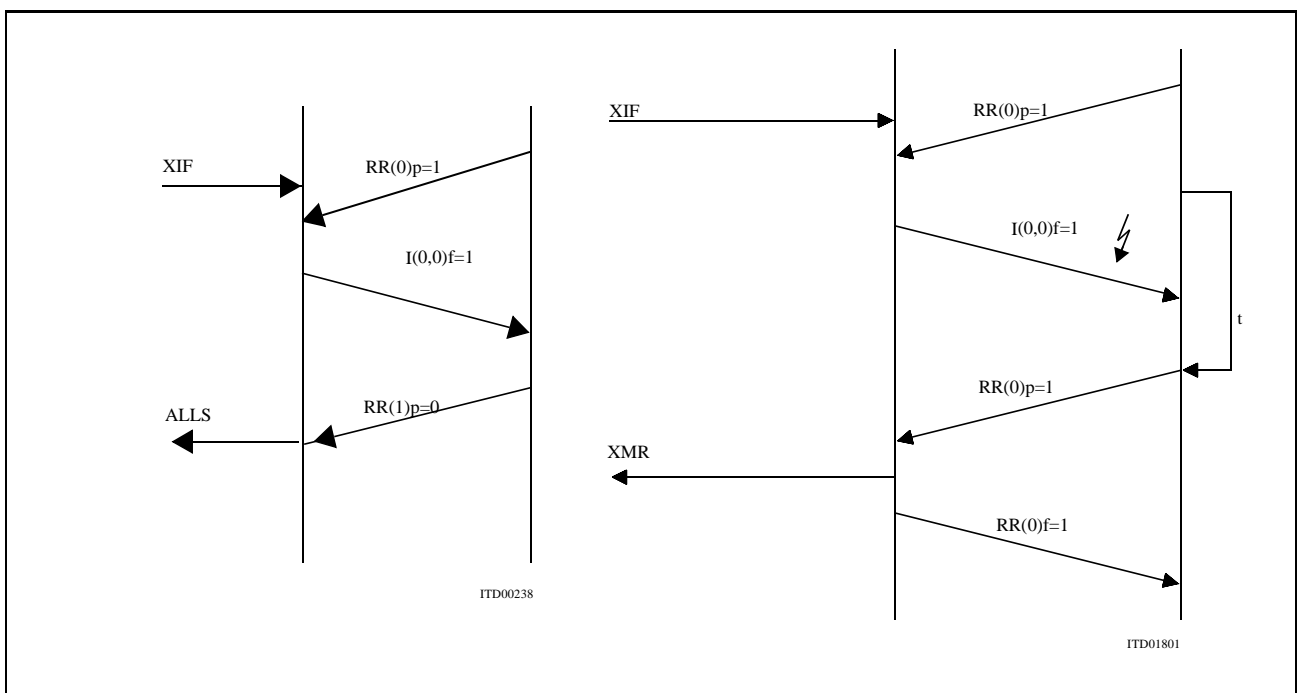 XIF
RR(0)p=1
I(0,0)f=1
RR(1)p=0
ALLS
ITD00238
XIF
RR(0)p=1
I(0,0)f=1
t
RR(0)p=1
XMR
RR(0)f=1
ITD01801